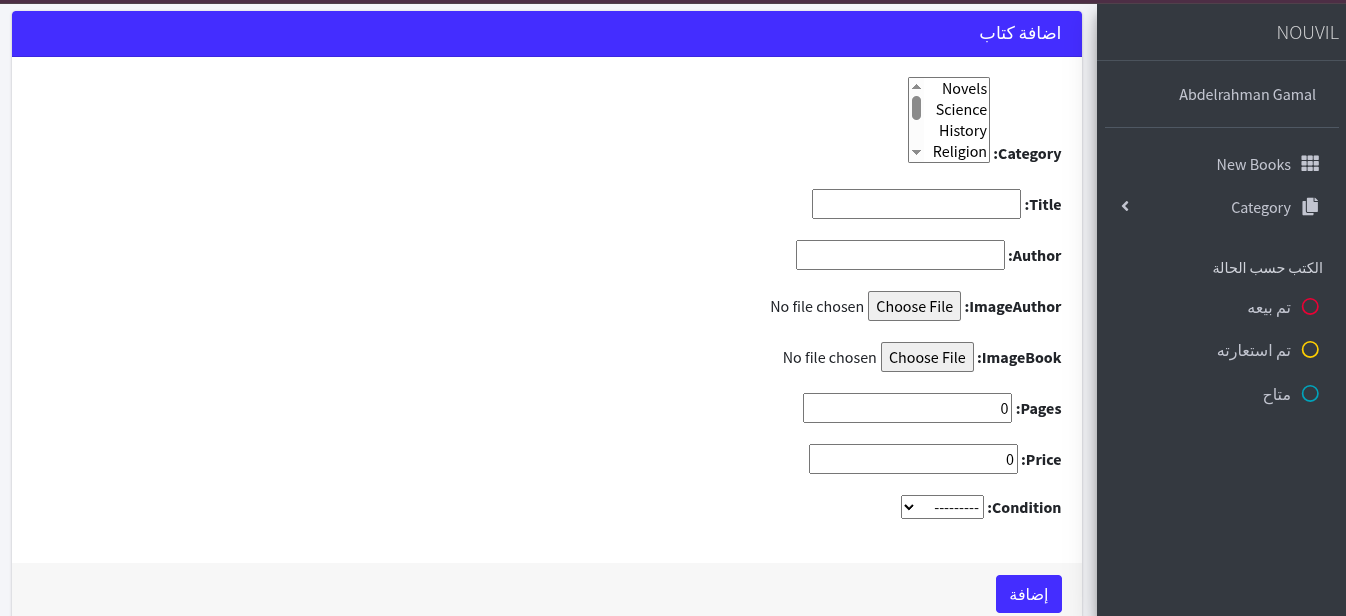 NOUVIL
Abdelrahman Gamal
New Books
Category
الكتب حسب الحالة
تم بيعه
تم استعارته
متاح
اضافة كتاب
Category:
Novels
Science
History
Religion
Title:
Author:
ImageAuthor: Choose File No file chosen
ImageBook: Choose File No file chosen
Pages: 0
Price: 0
Condition: ---------
إضافة